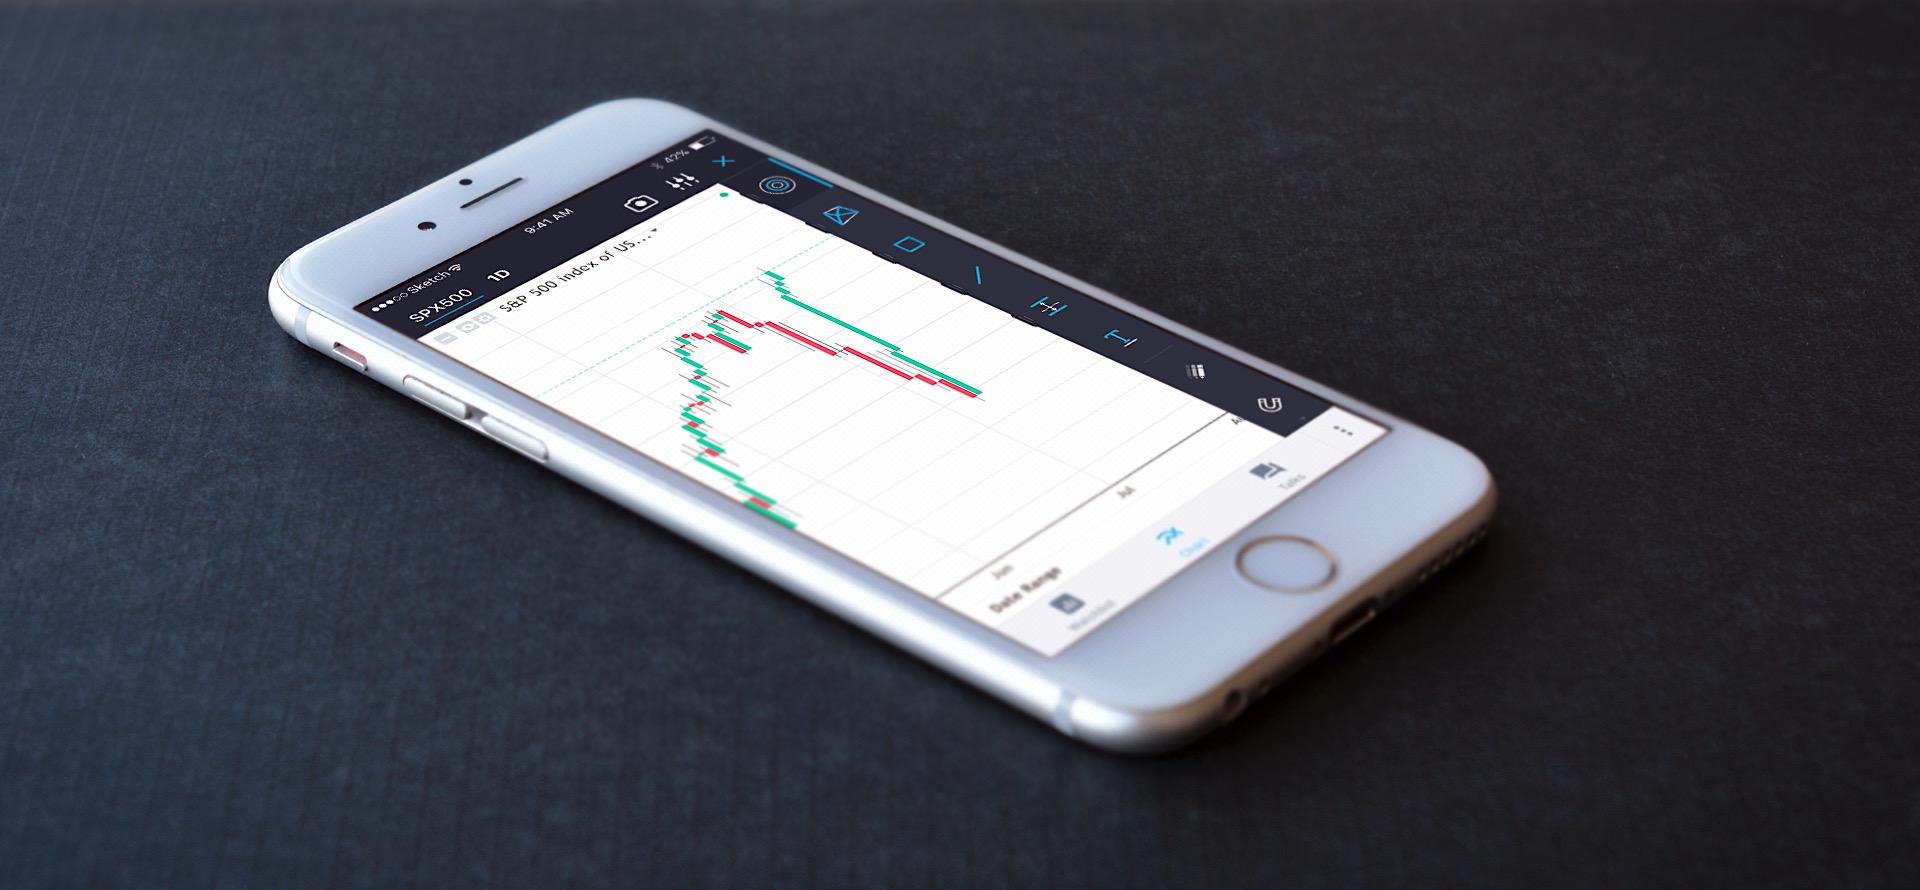 ●●●○○ Sketch 9:41 AM 42%
SPX500 1D
S&P 500 index of US...
Jun Jul
Date Range
Watchlist Chart Talks